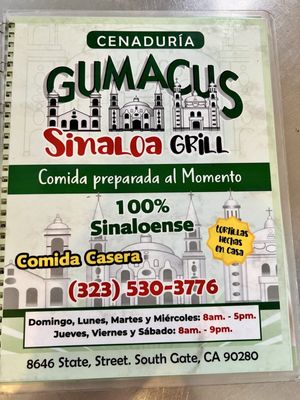 CENADURÍA
GUMACUS
Sinaloa GRILL
Comida preparada al Momento
100%
Sinaloense
TORTILLAS
HECHAS
EN CASA
Comida Casera
(323) 530-3776
Domingo, Lunes, Martes y Miércoles: 8am. - 5pm.
Jueves, Viernes y Sábado: 8am. - 9pm.
8646 State, Street. South Gate, CA 90280